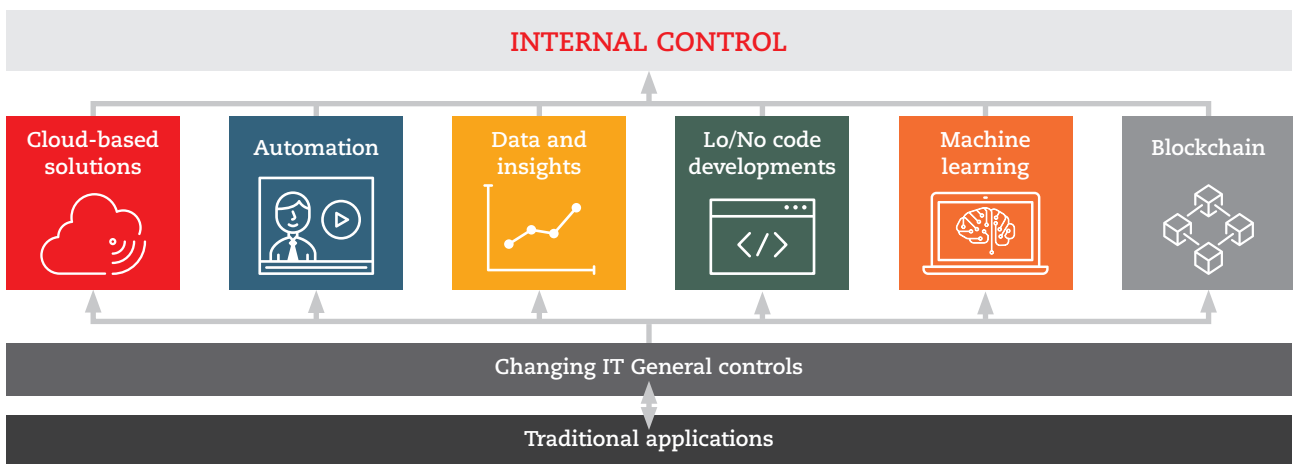 INTERNAL CONTROL
Cloud-based
solutions
Automation
Data and
insights
Lo/No code
developments
</>
Machine
learning
Blockchain
Changing IT General controls
Traditional applications